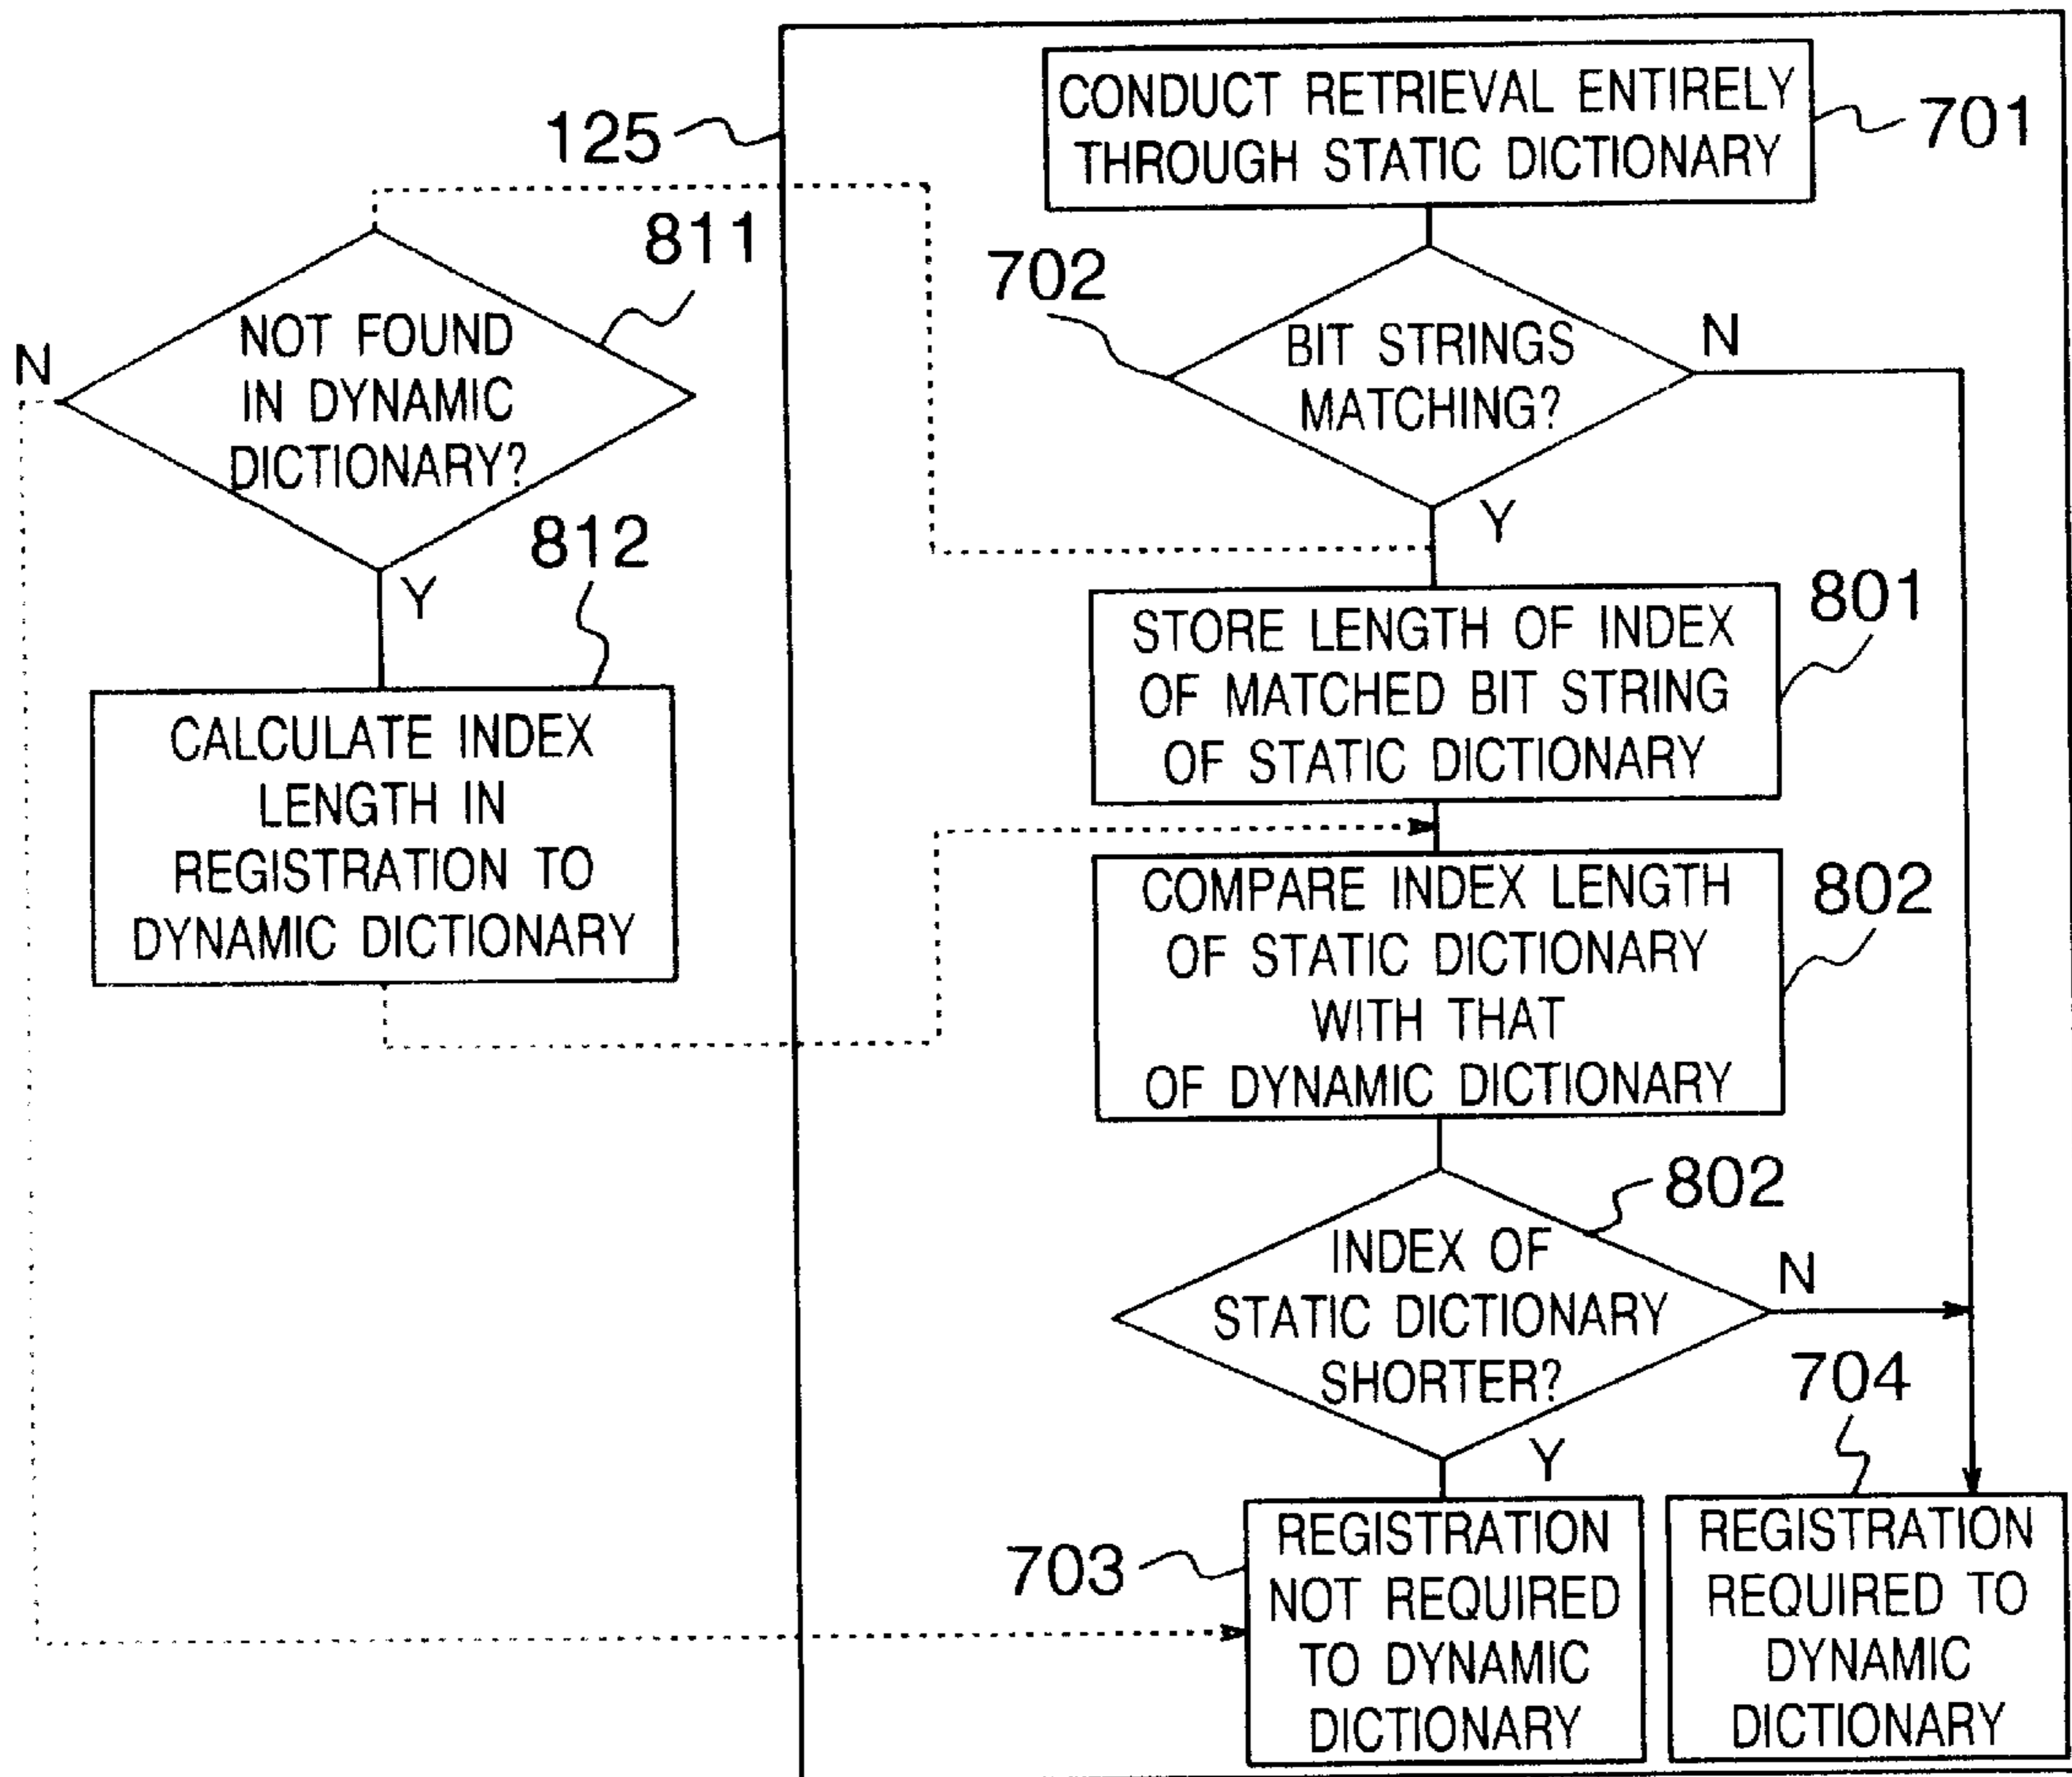 125
CONDUCT RETRIEVAL ENTIRELY
THROUGH STATIC DICTIONARY
701
811
NOT FOUND
IN DYNAMIC
DICTIONARY?
N
Y
702
BIT STRINGS
MATCHING?
N
Y
812
CALCULATE INDEX
LENGTH IN
REGISTRATION TO
DYNAMIC DICTIONARY
STORE LENGTH OF INDEX
OF MATCHED BIT STRING
OF STATIC DICTIONARY
801
COMPARE INDEX LENGTH
OF STATIC DICTIONARY
WITH THAT
OF DYNAMIC DICTIONARY
802
802
INDEX OF
STATIC DICTIONARY
SHORTER?
N
Y
703
REGISTRATION
NOT REQUIRED
TO DYNAMIC
DICTIONARY
704
REGISTRATION
REQUIRED TO
DYNAMIC
DICTIONARY